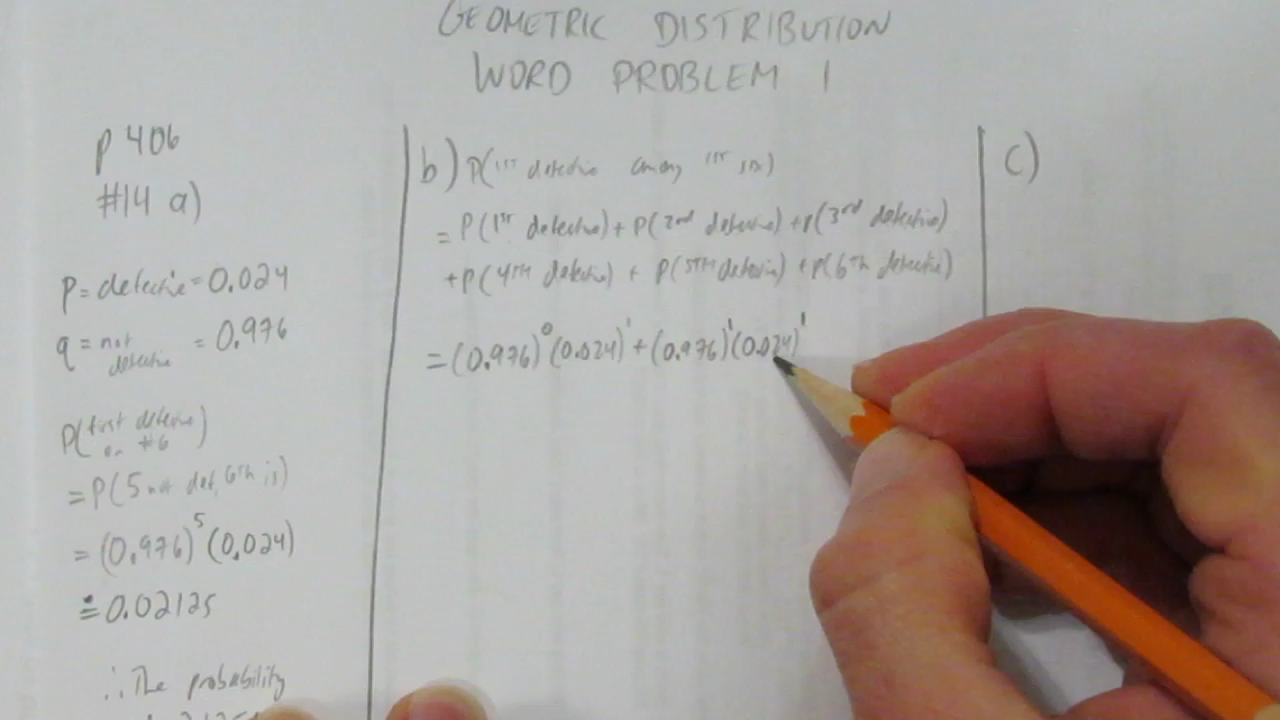 GEOMETRIC DISTRIBUTION
WORD PROBLEM 1
p 406
#14 a)
p = defective = 0.024
q = not defective = 0.976
P(first defective on #6)
= P(5 not def, 6th is)
= (0.976)^5 (0.024)
≐ 0.02125
∴ The probability
b) P(1ST defective among 1ST six)
= P(1ST defective) + P(2nd defective) + P(3rd defective)
+ P(4TH defective) + P(5TH defective) + P(6TH defective)
= (0.976)^0 (0.024)^1 + (0.976)^1 (0.024)^1
c)